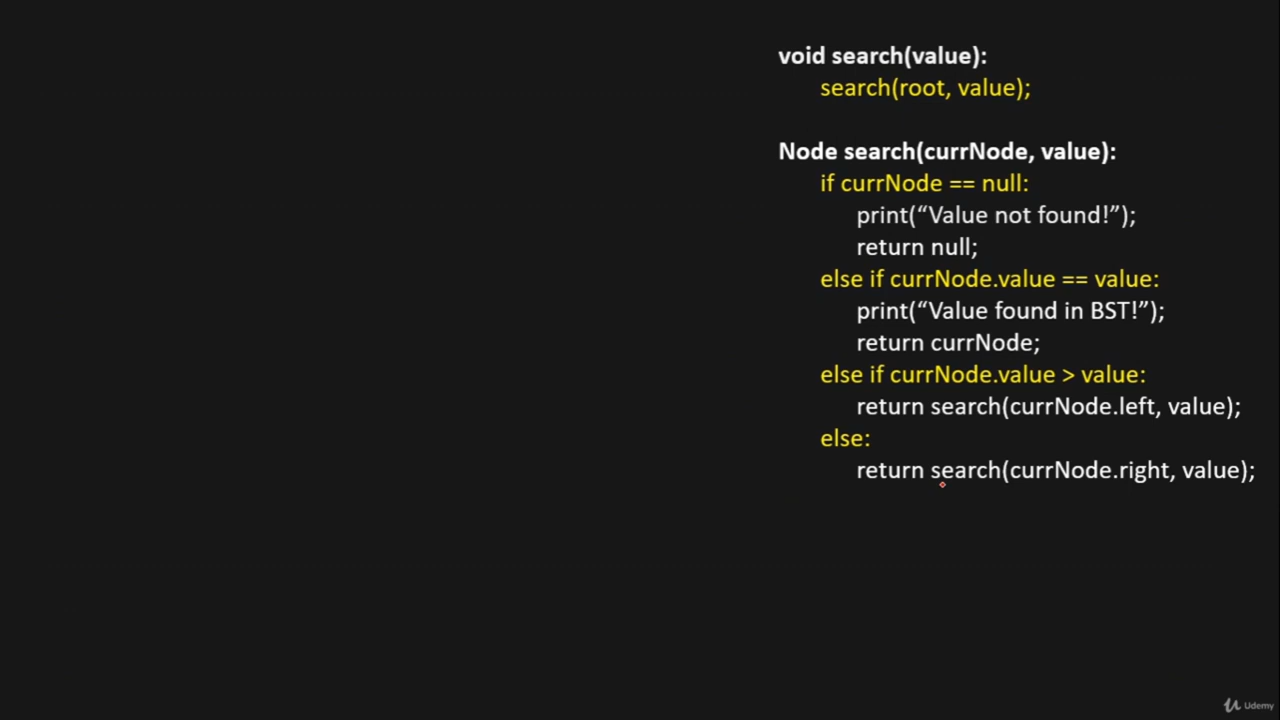 void search(value):
search(root, value);
Node search(currNode, value):
if currNode == null:
print(“Value not found!”);
return null;
else if currNode.value == value:
print(“Value found in BST!”);
return currNode;
else if currNode.value > value:
return search(currNode.left, value);
else:
return search(currNode.right, value);
Udemy